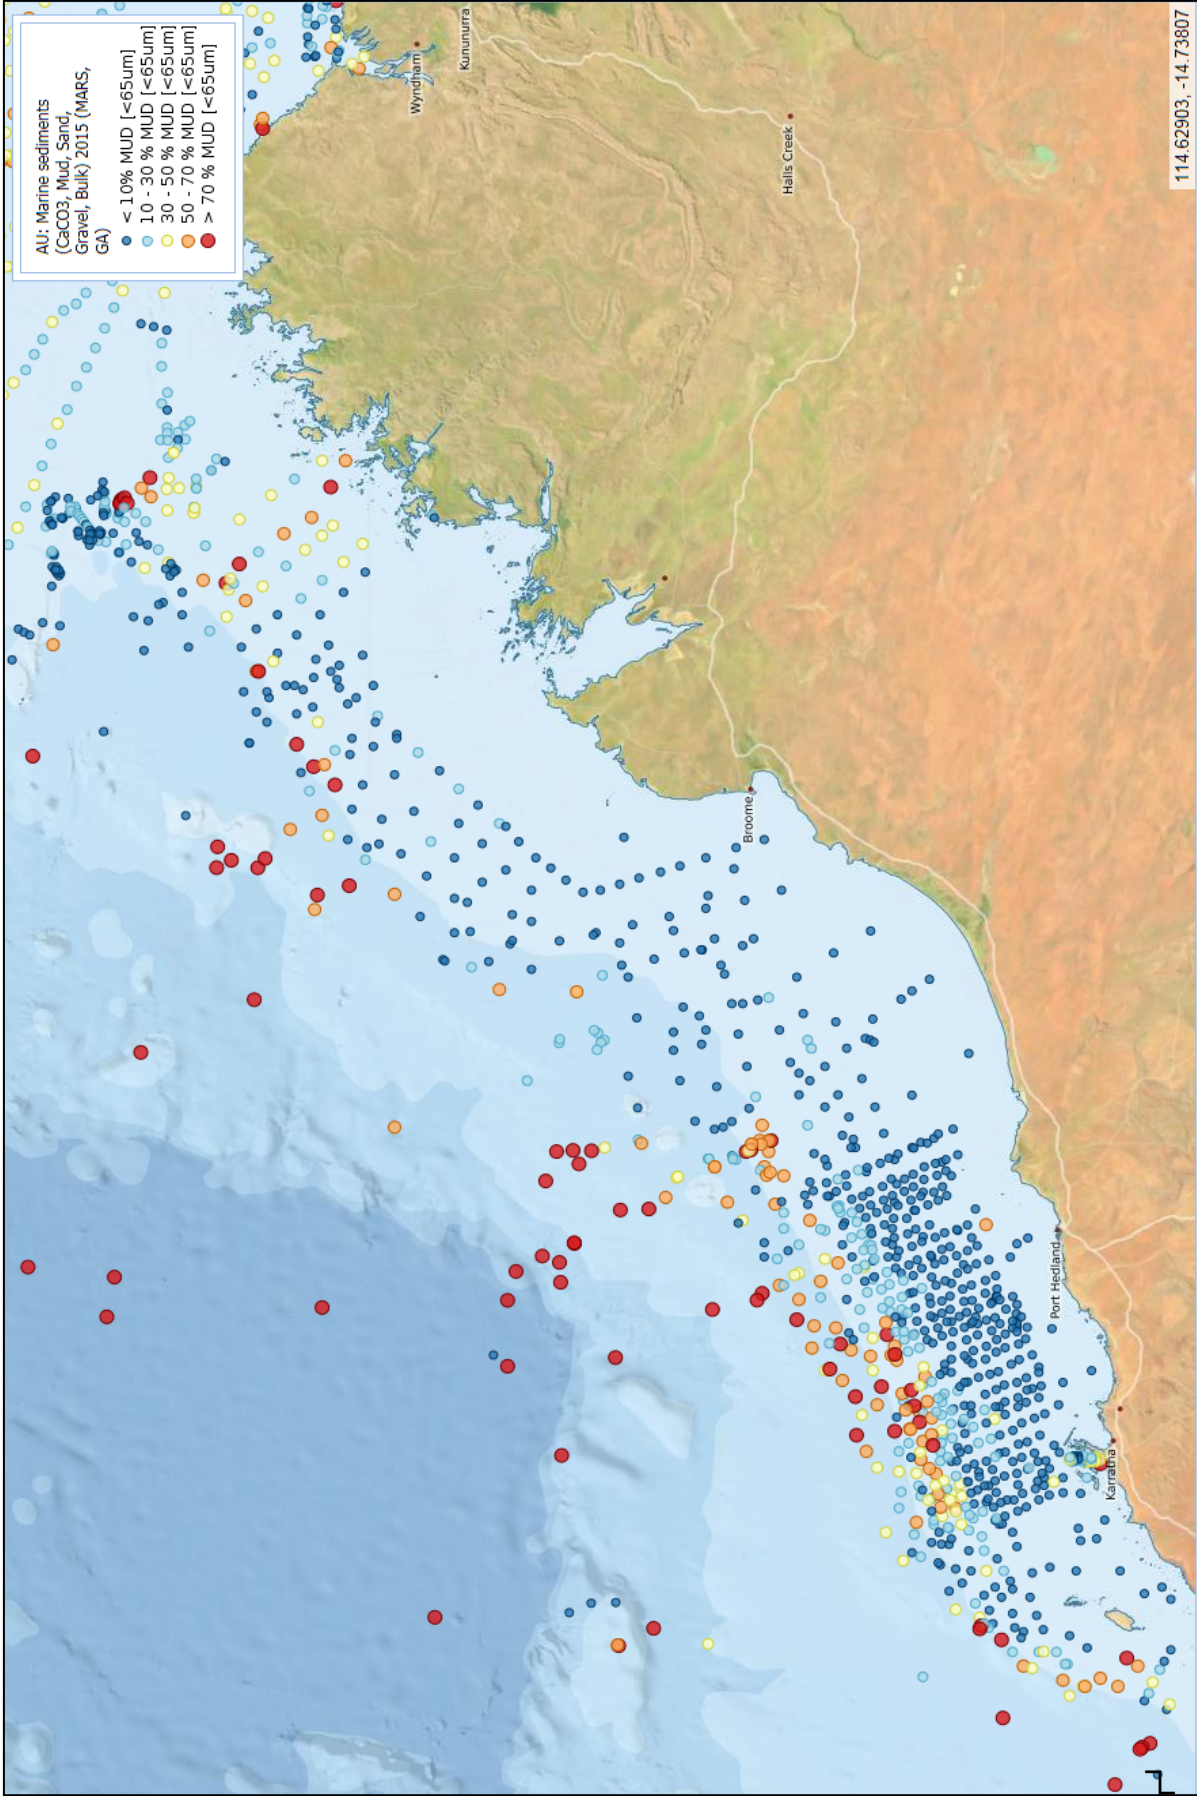 AU: Marine sediments
(CaCO3, Mud, Sand,
Gravel, Bulk) 2015 (MARS,
GA)
< 10% MUD [<65um]
10 - 30 % MUD [<65um]
30 - 50 % MUD [<65um]
50 - 70 % MUD [<65um]
> 70 % MUD [<65um]
Wyndham
Kununurra
Halls Creek
Broome
Port Hedland
Karratha
114.62903, -14.73807